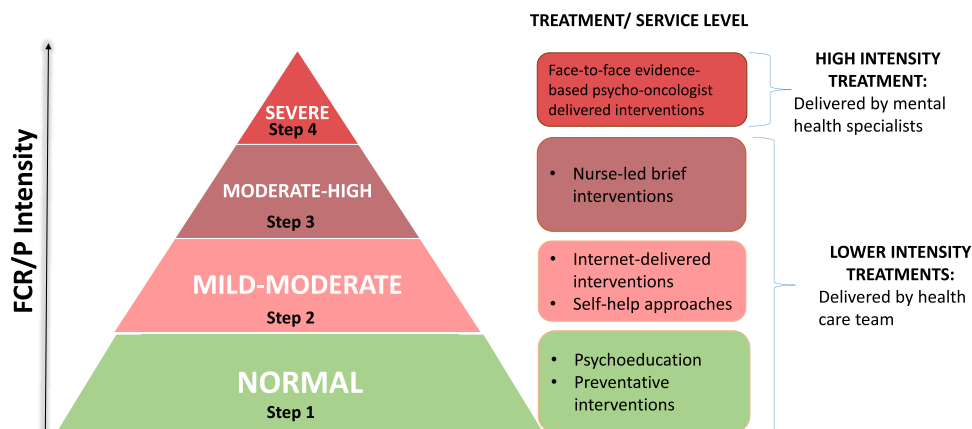 TREATMENT/ SERVICE LEVEL
FCR/P Intensity
SEVERE
Step 4
Face-to-face evidence-
based psycho-oncologist
delivered interventions
HIGH INTENSITY
TREATMENT:
Delivered by mental
health specialists
MODERATE-HIGH
Step 3
• Nurse-led brief
interventions
MILD-MODERATE
Step 2
• Internet-delivered
interventions
• Self-help approaches
LOWER INTENSITY
TREATMENTS:
Delivered by health
care team
NORMAL
Step 1
• Psychoeducation
• Preventative
interventions